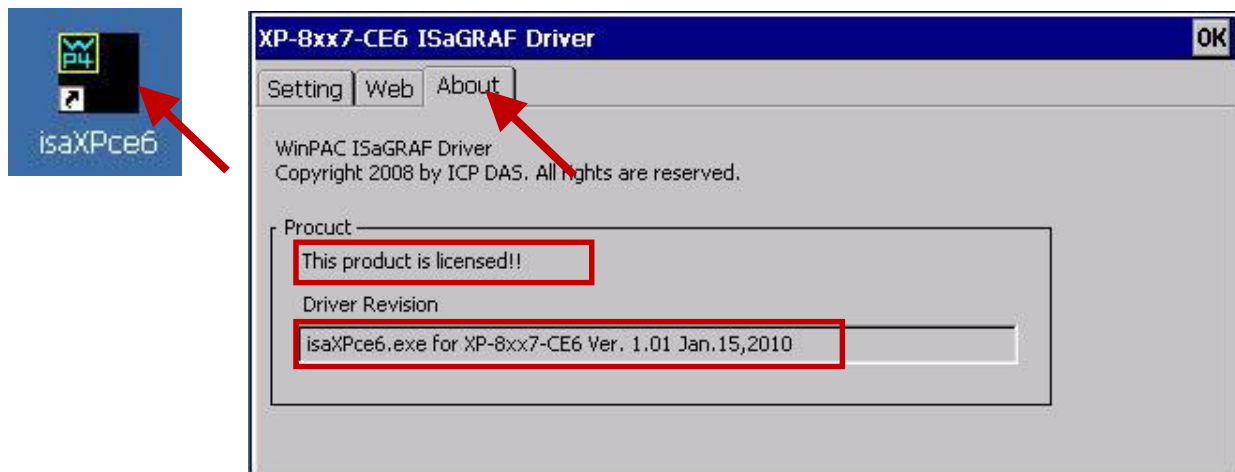 WP4
isaXPce6
XP-8xx7-CE6 ISaGRAF Driver
OK
Setting
Web
About
WinPAC ISaGRAF Driver
Copyright 2008 by ICP DAS. All rights are reserved.
Procuct
This product is licensed!!
Driver Revision
isaXPce6.exe for XP-8xx7-CE6 Ver. 1.01 Jan.15,2010